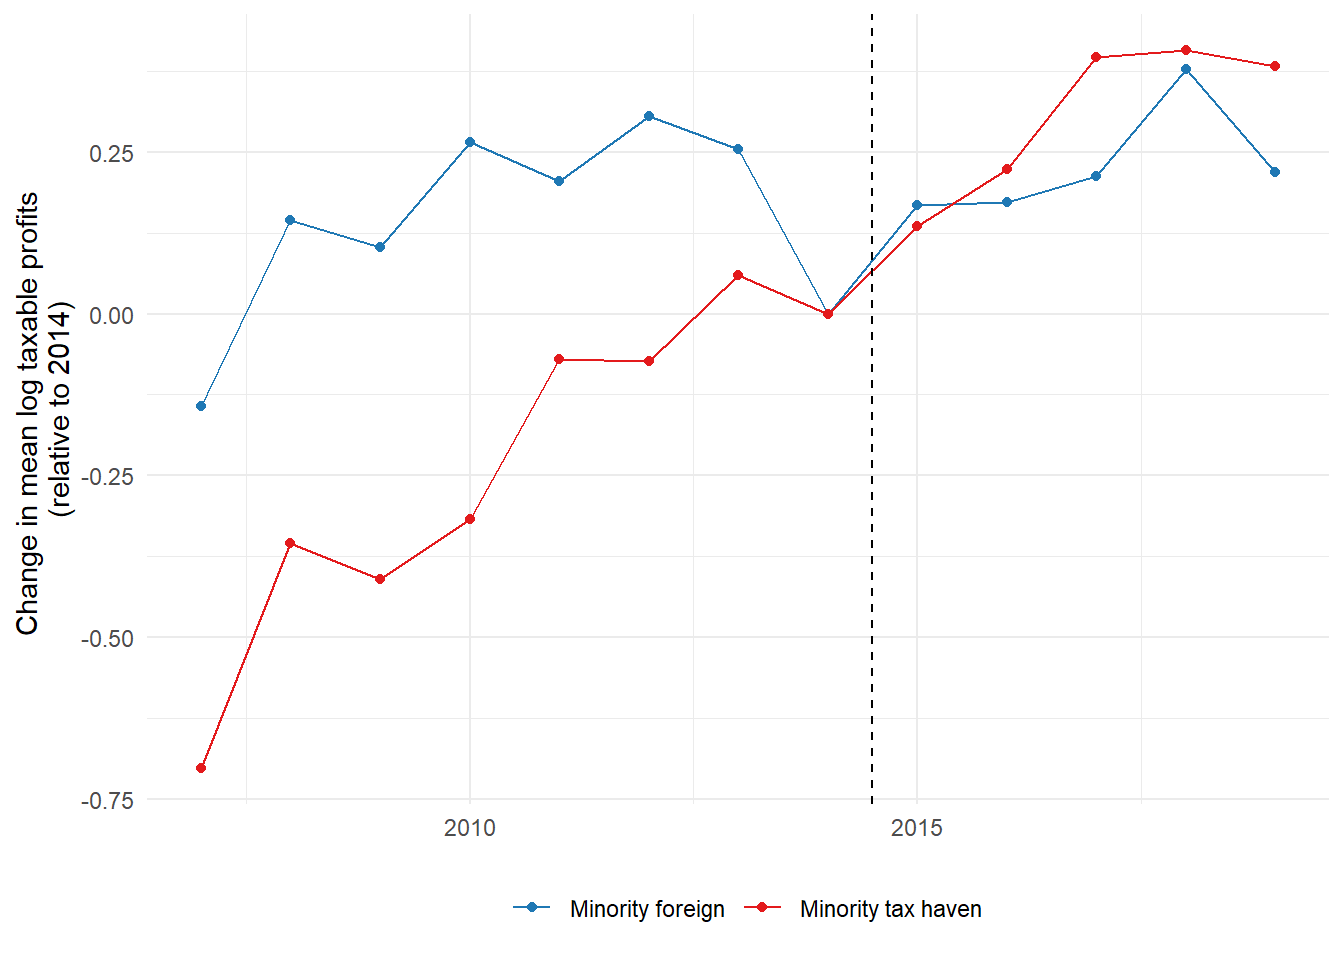 Change in mean log taxable profits
(relative to 2014)
0.25
0.00
-0.25
-0.50
-0.75
2010
2015
Minority foreign
Minority tax haven